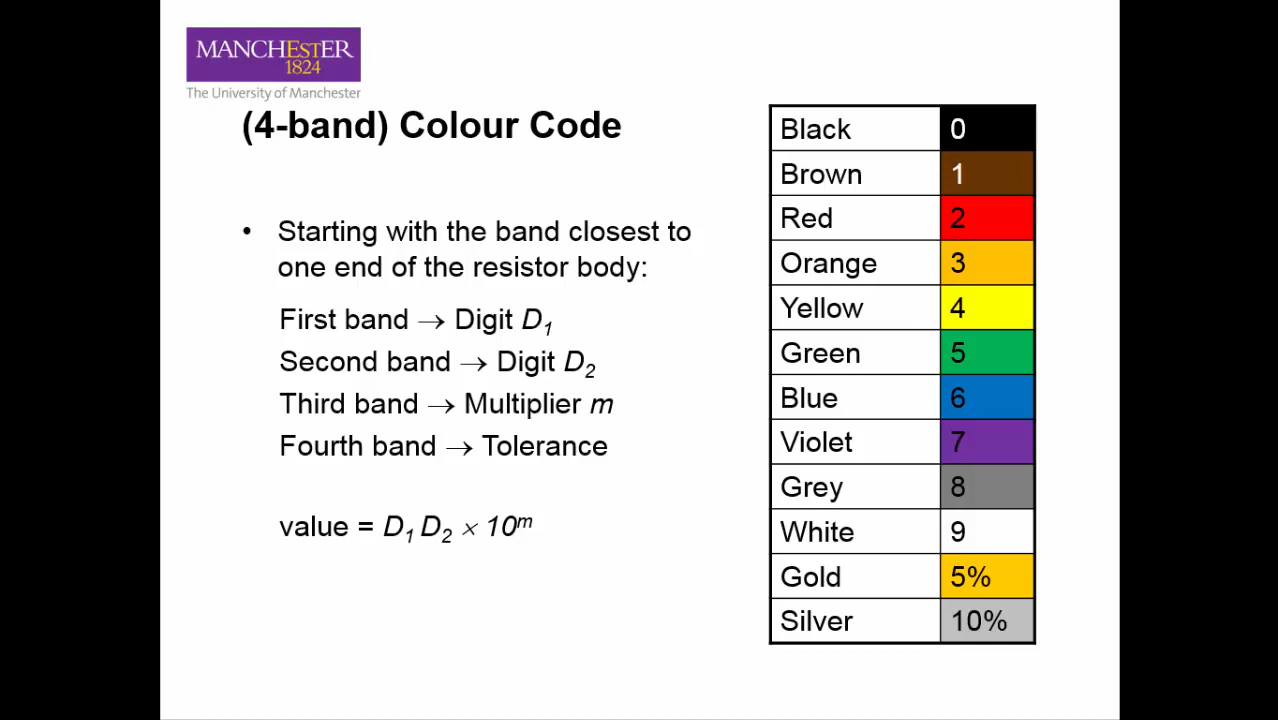 MANCHESTER
1824
The University of Manchester
(4-band) Colour Code
• Starting with the band closest to
one end of the resistor body:
First band → Digit D1
Second band → Digit D2
Third band → Multiplier m
Fourth band → Tolerance
value = D1 D2 × 10^m
Black 0
Brown 1
Red 2
Orange 3
Yellow 4
Green 5
Blue 6
Violet 7
Grey 8
White 9
Gold 5%
Silver 10%